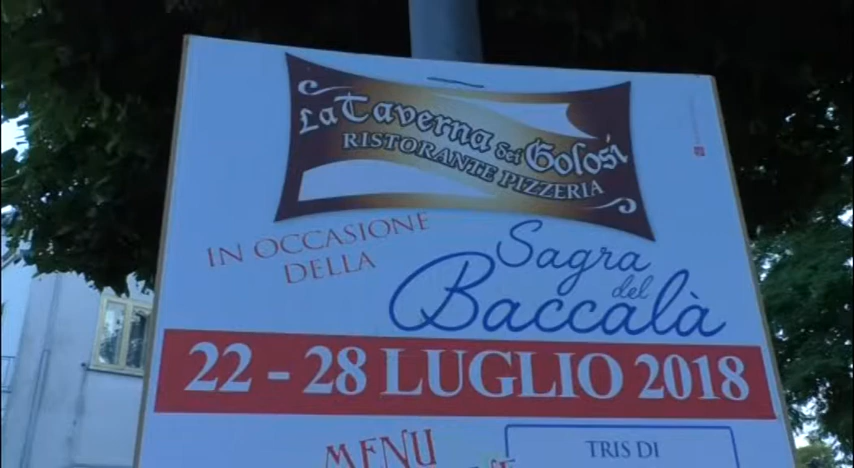 La Taverna dei Golosi
RISTORANTE PIZZERIA
IN OCCASIONE
DELLA
Sagra
del
Baccalà
22 - 28 LUGLIO 2018
MENU
TRIS DI